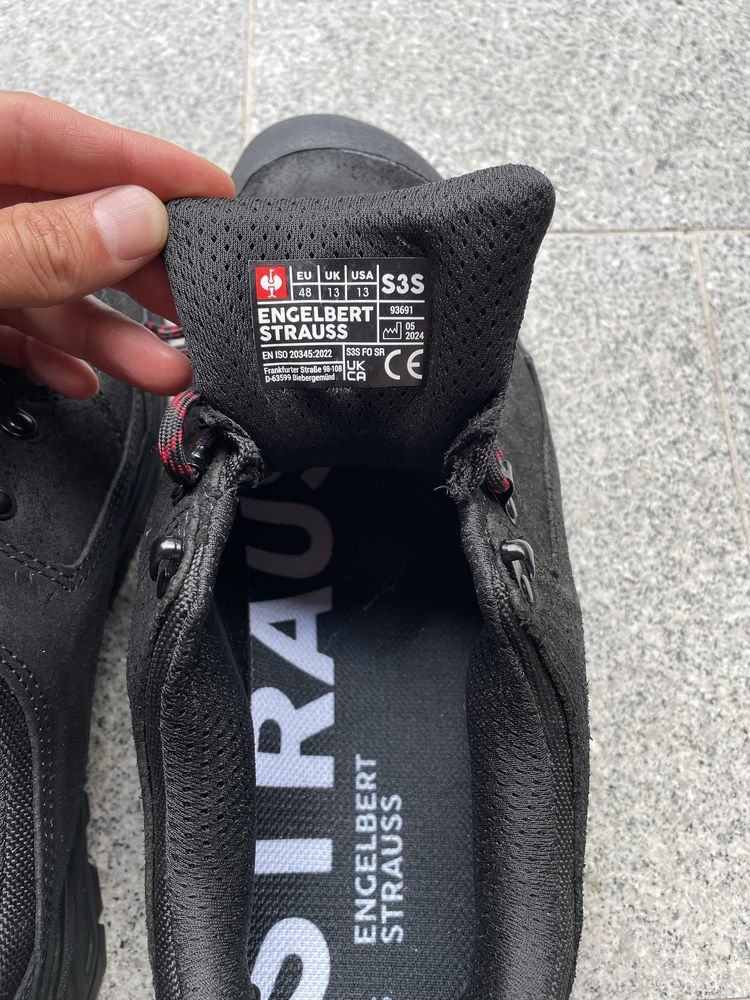 EU UK USA
48 13 13
S3S
ENGELBERT
STRAUSS
93691
05
2024
EN ISO 20345:2022
S3S FO SR
Frankfurter Straße 98-108
D-63599 Biebergemünd
UK
CA
CE
STRAUSS
ENGELBERT
STRAUSS